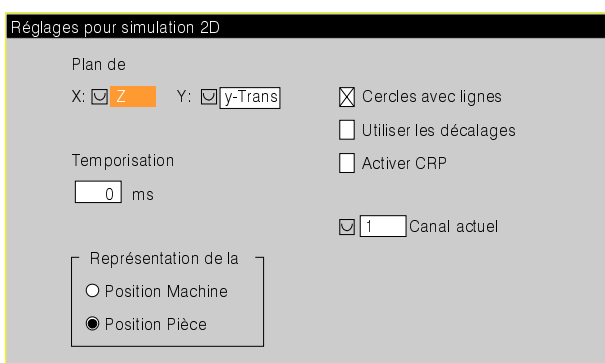 Réglages pour simulation 2D
Plan de
X: Z Y: y-Trans
Cercles avec lignes
Utiliser les décalages
Temporisation
Activer CRP
0 ms
1 Canal actuel
Représentation de la
Position Machine
Position Pièce